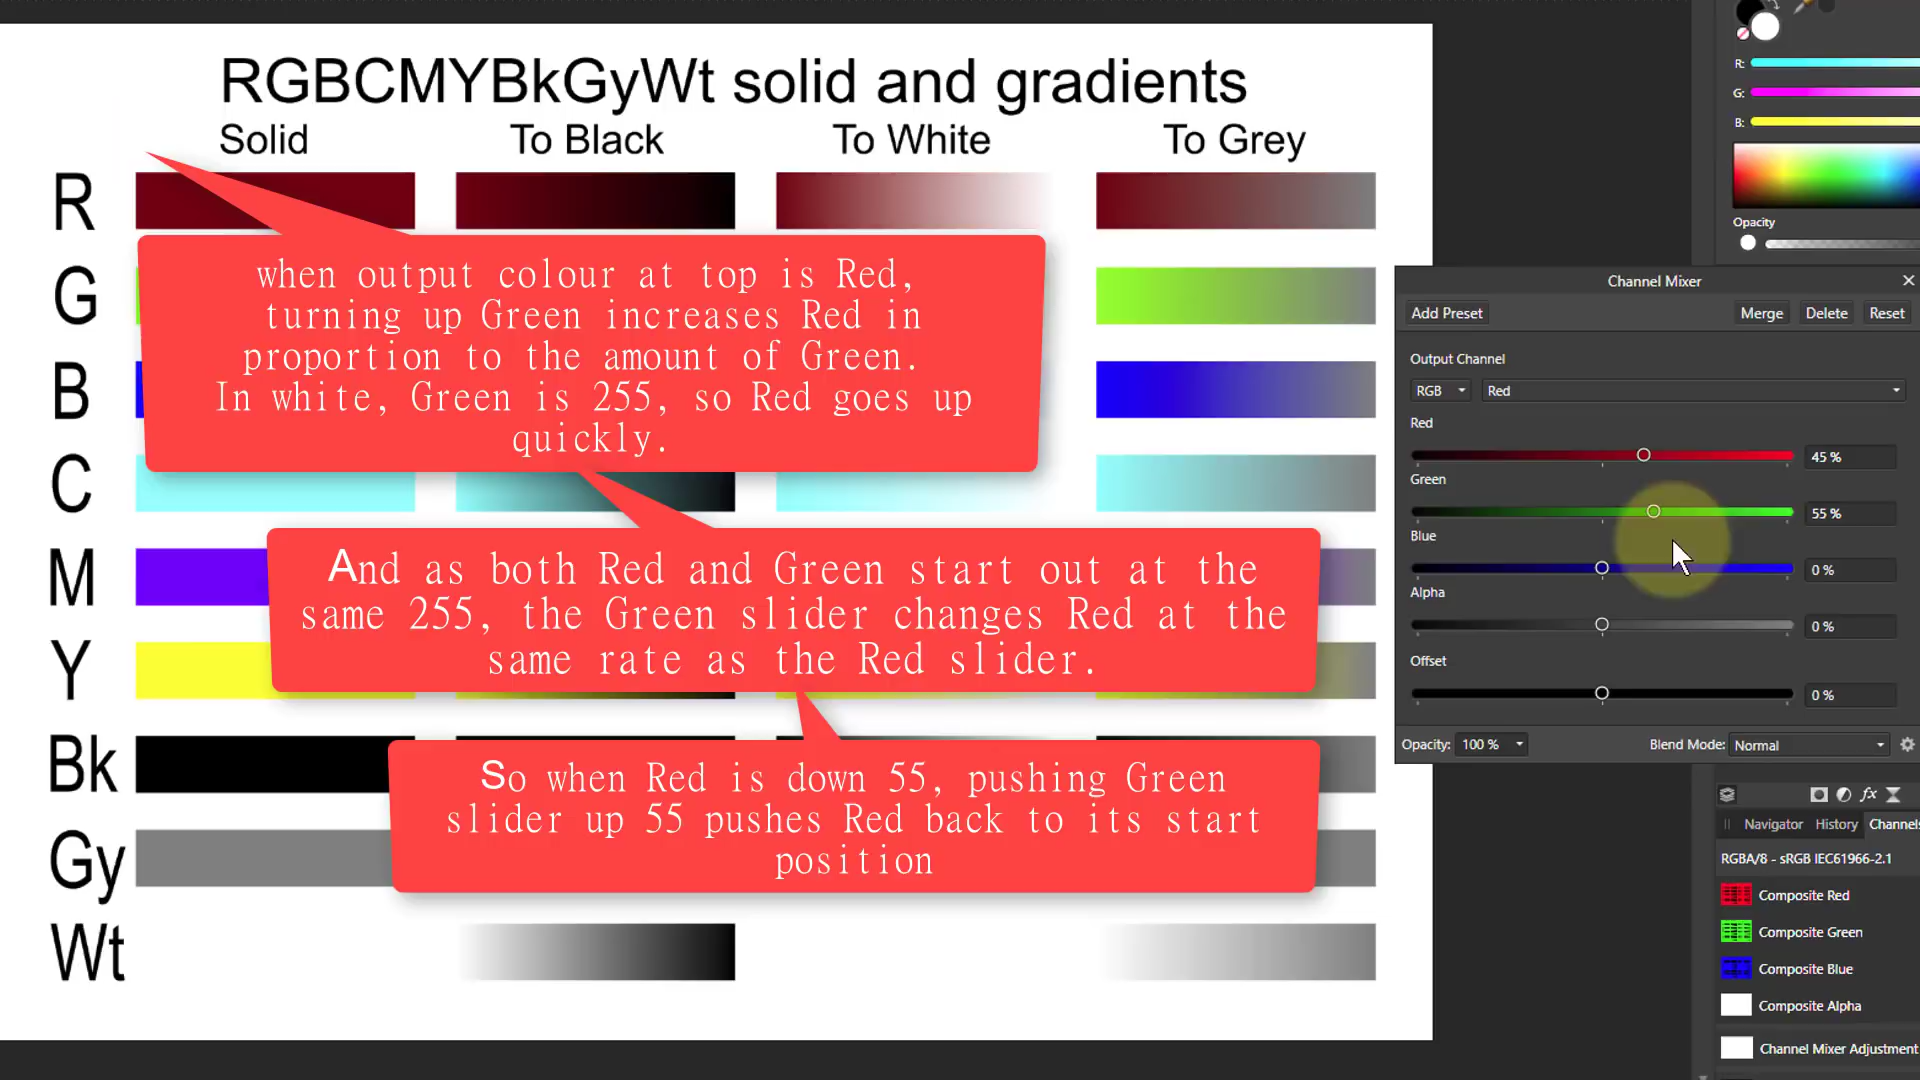 RGBCMYBkGyWt solid and gradients
Solid To Black To White To Grey
R
G
B
C
M
Y
Bk
Gy
Wt
when output colour at top is Red,
turning up Green increases Red in
proportion to the amount of Green.
In white, Green is 255, so Red goes up
quickly.
And as both Red and Green start out at the
same 255, the Green slider changes Red at the
same rate as the Red slider.
So when Red is down 55, pushing Green
slider up 55 pushes Red back to its start
position
R:
G:
B:
Opacity
Channel Mixer
Add Preset Merge Delete Reset
Output Channel
RGB Red
Red
45 %
Green
55 %
Blue
0 %
Alpha
0 %
Offset
0 %
Opacity: 100 % Blend Mode: Normal
fx
Navigator History Channels
RGBA/8 - sRGB IEC61966-2.1
Composite Red
Composite Green
Composite Blue
Composite Alpha
Channel Mixer Adjustment